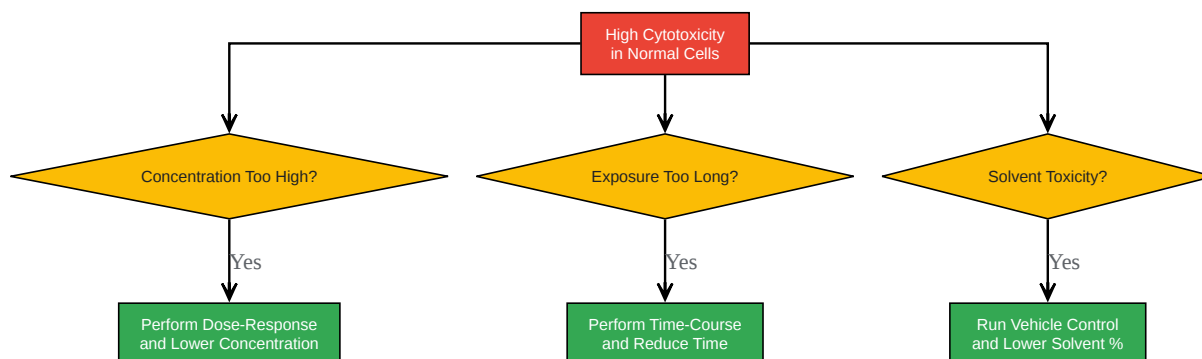 High Cytotoxicity
in Normal Cells
Concentration Too High?
Exposure Too Long?
Solvent Toxicity?
Yes
Yes
Yes
Perform Dose-Response
and Lower Concentration
Perform Time-Course
and Reduce Time
Run Vehicle Control
and Lower Solvent %